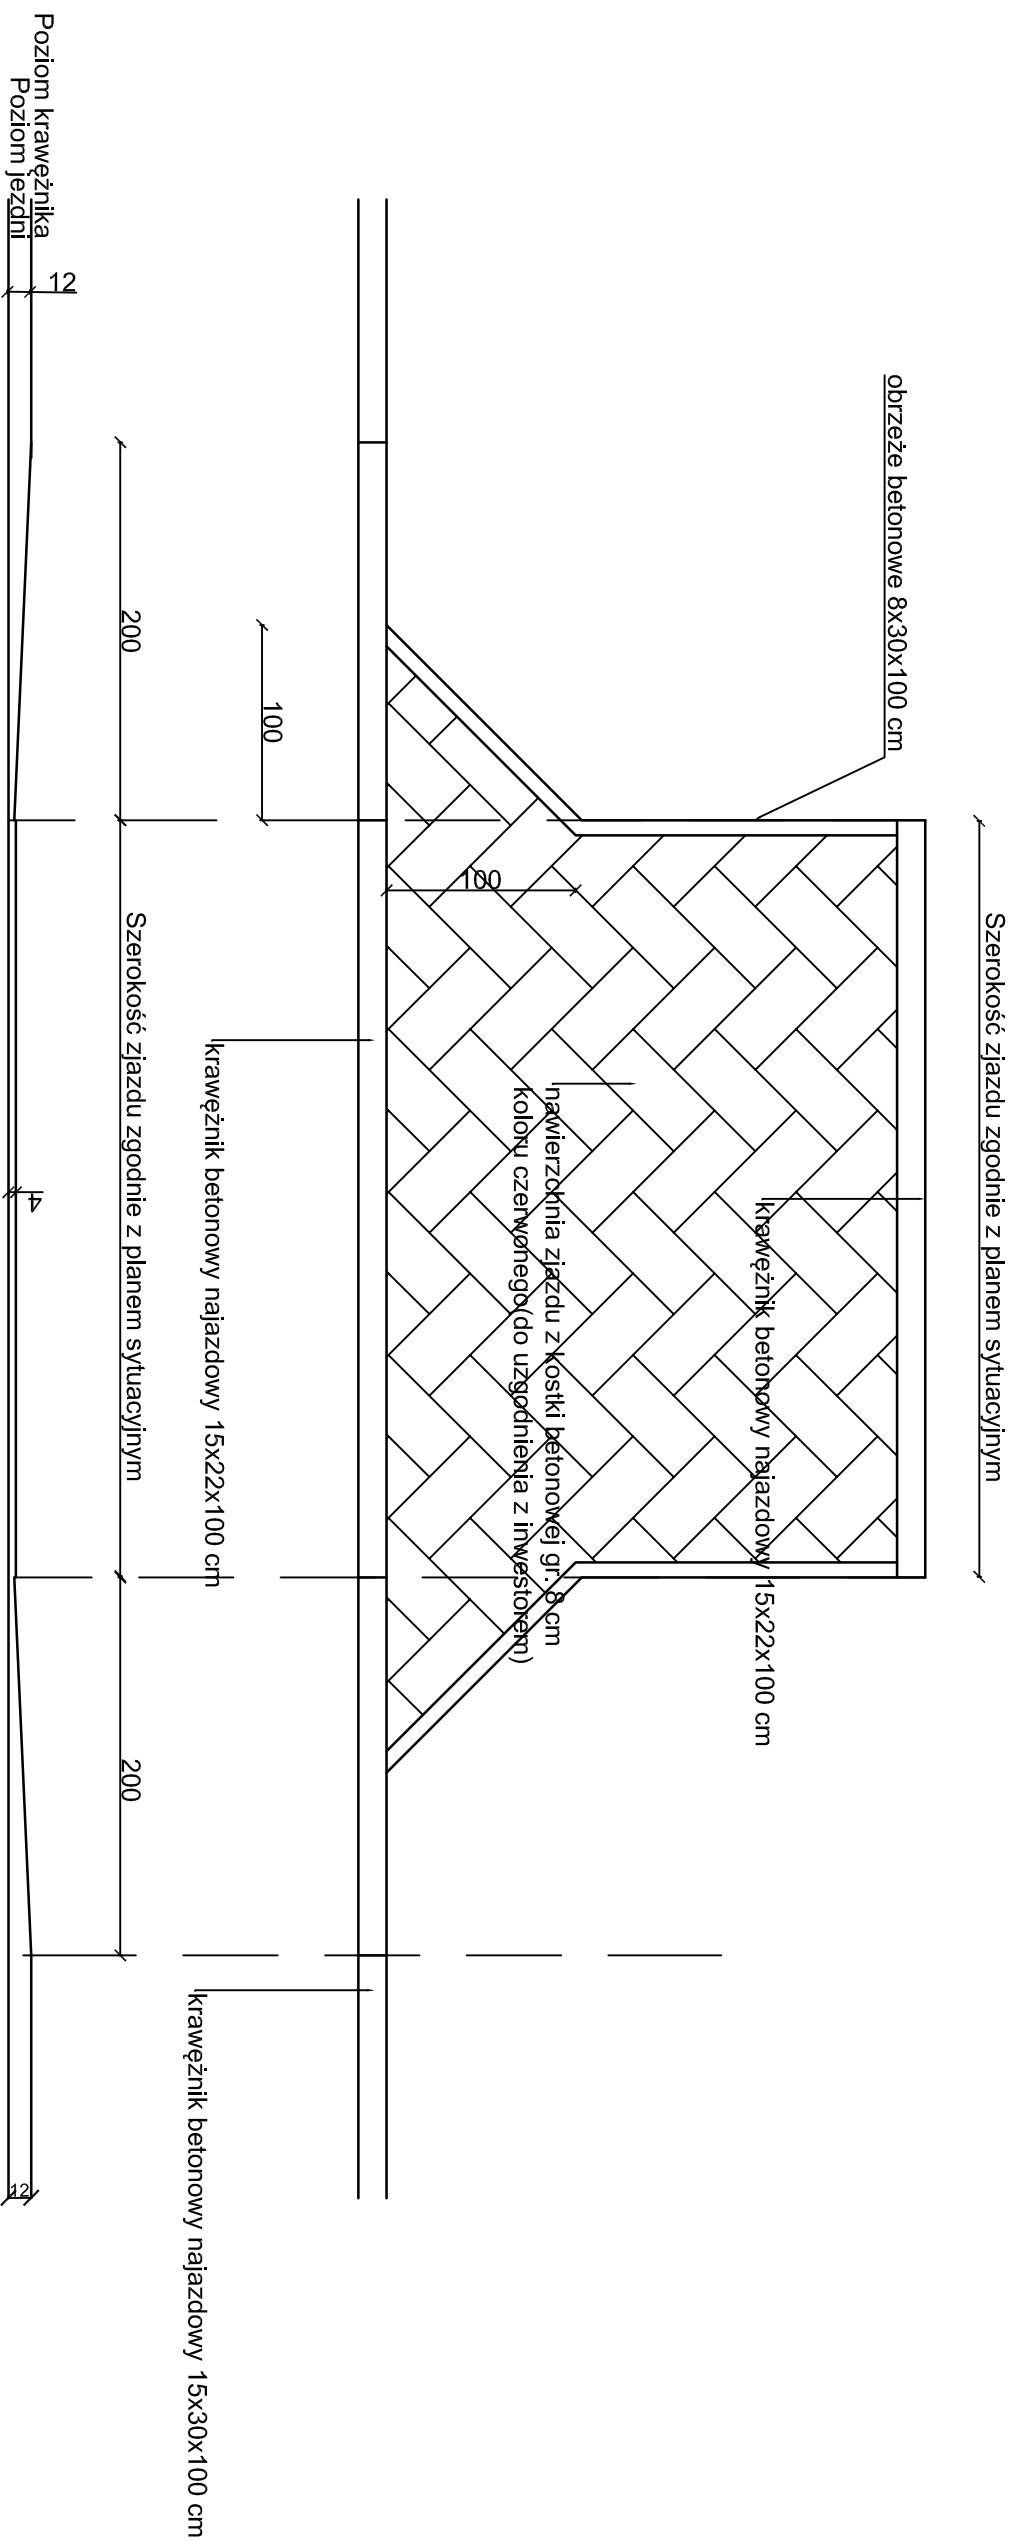 Szerokość zjazdu zgodnie z planem sytuacyjnym
obrzeże betonowe 8x30x100 cm
krawężnik betonowy najazdowy 15x22x100 cm
nawierzchnia zjazdu z kostki betonowej gr. 8 cm
koloru czerwonego(do uzgodnienia z inwestorem)
100
100
krawężnik betonowy najazdowy 15x22x100 cm
krawężnik betonowy najazdowy 15x30x100 cm
200
Szerokość zjazdu zgodnie z planem sytuacyjnym
200
Poziom krawężnika
Poziom jezdni
12
4
12